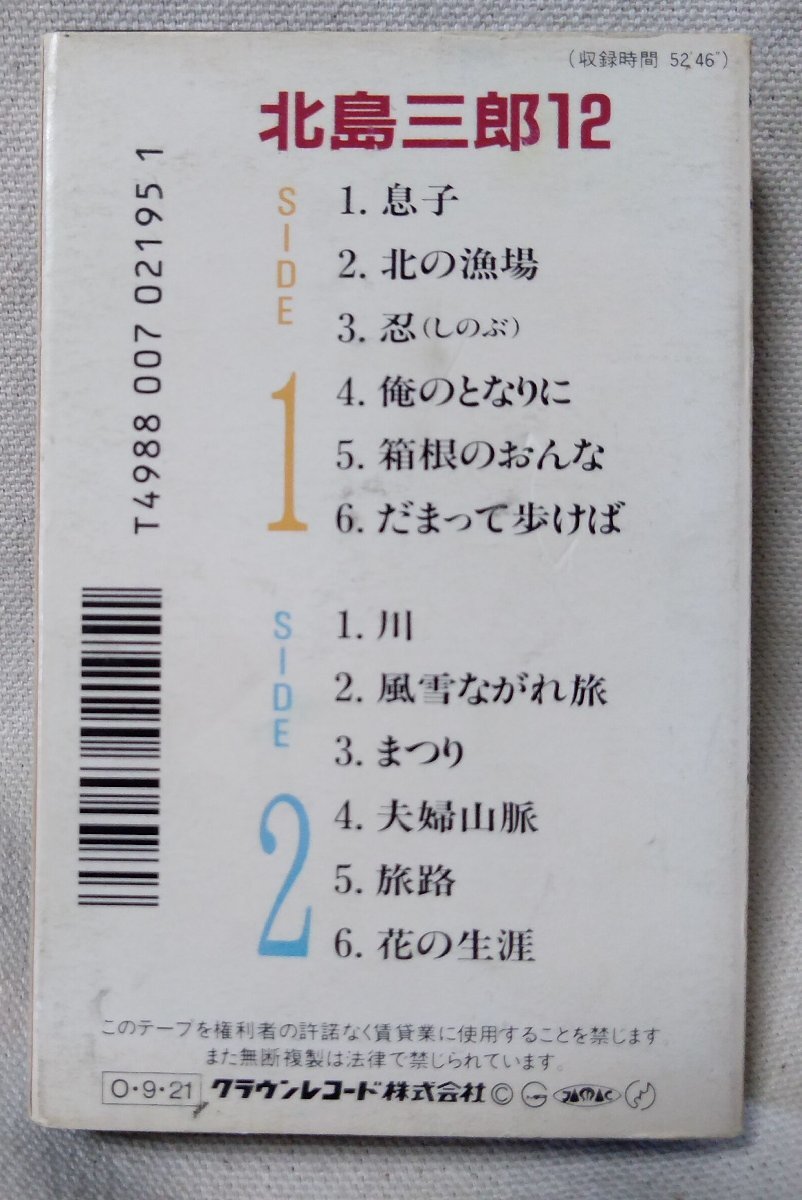 (収録時間 52'46")
北島三郎12
SIDE 1
1. 息子
2. 北の漁場
3. 忍(しのぶ)
4. 俺のとなりに
5. 箱根のおんな
6. だまって歩けば
SIDE 2
1. 川
2. 風雪ながれ旅
3. まつり
4. 夫婦山脈
5. 旅路
6. 花の生涯
T4988 007 02195 1
このテープを権利者の許諾なく賃貸業に使用することを禁じます
また無断複製は法律で禁じられています。
O・9・21 クラウンレコード株式会社 © JAMAC